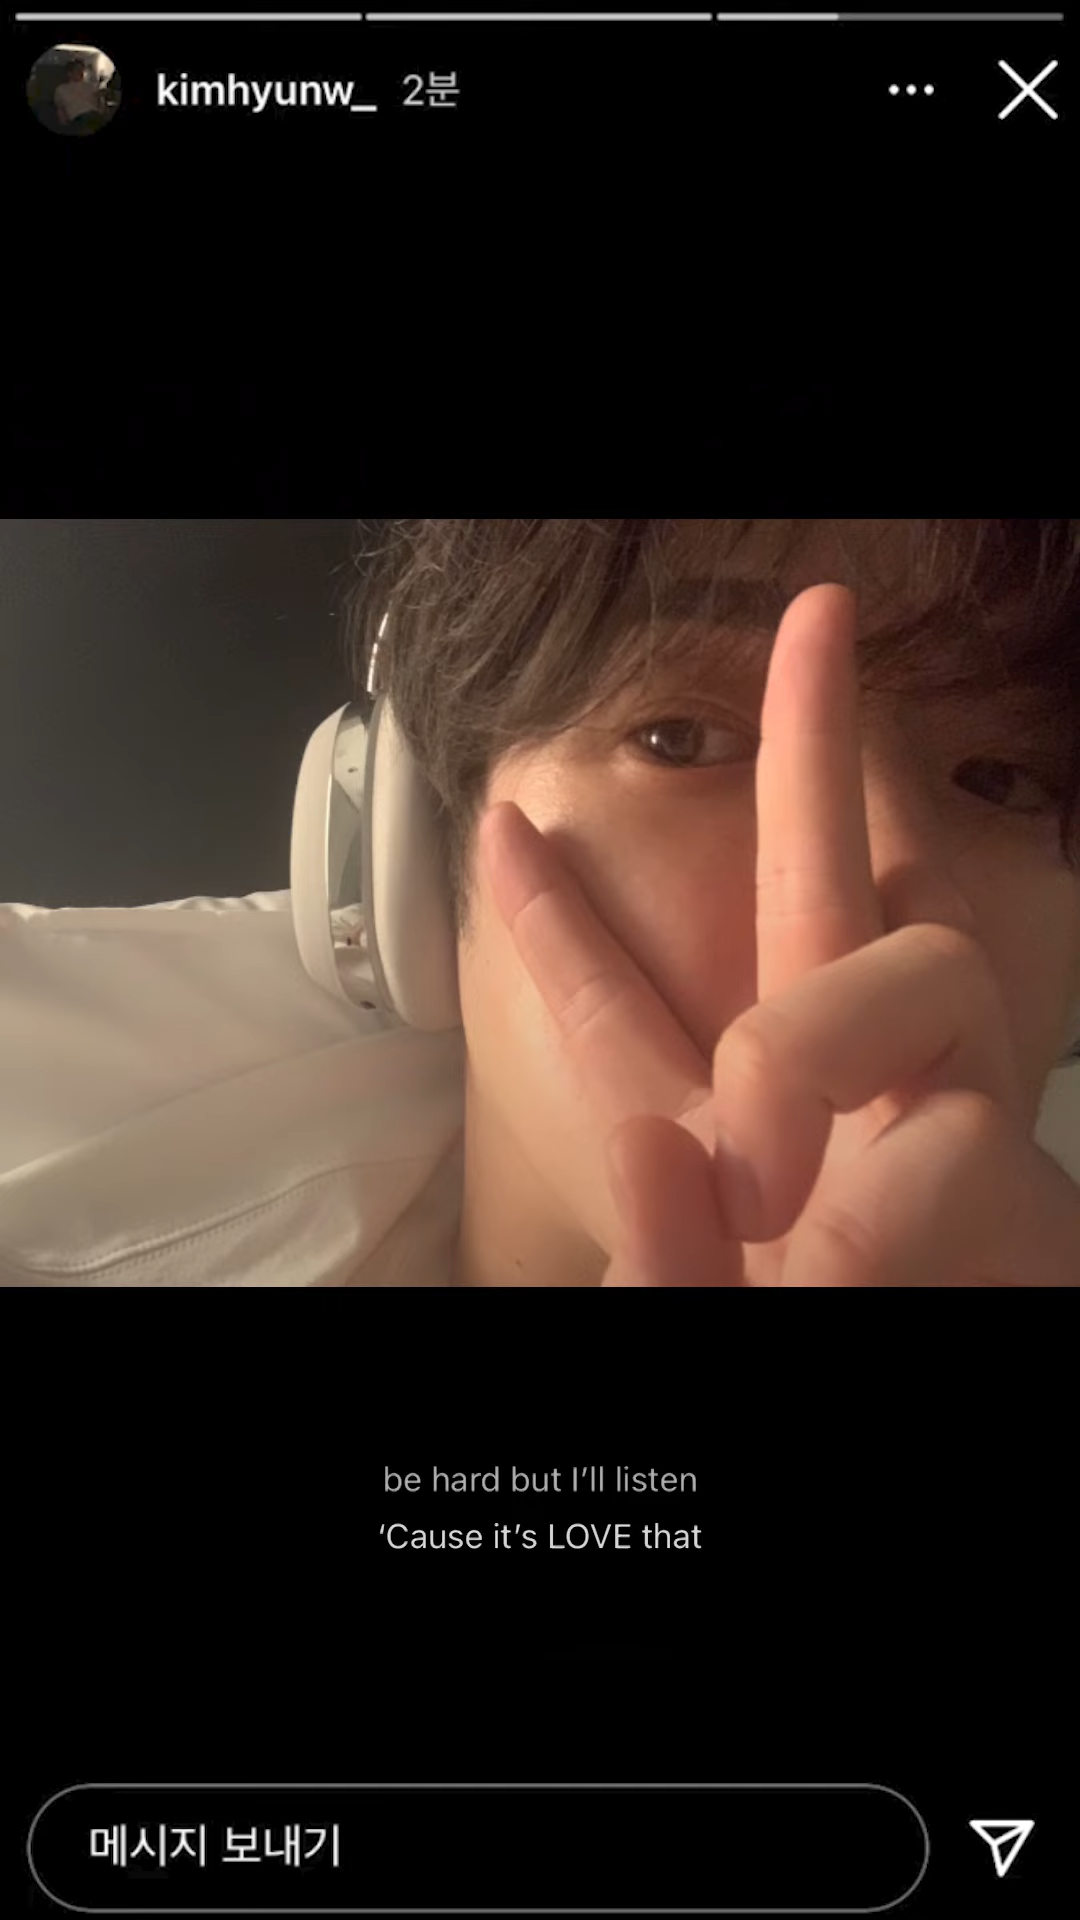 kimhyunw_ 2분
be hard but I’ll listen
‘Cause it’s LOVE that
메시지 보내기